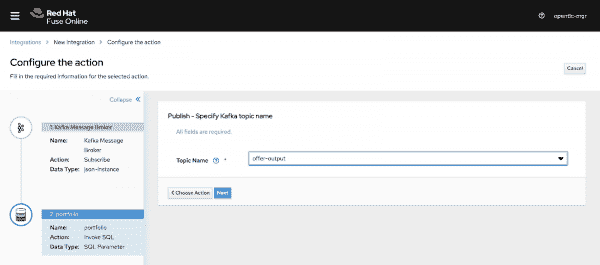 Red Hat
Fuse Online
opentlc-mgr
Integrations > New Integration > Configure the action
Configure the action
Fill in the required information for the selected action.
Cancel
Collapse «
1. Kafka Message Broker
Name: Kafka Message
Broker
Action: Subscribe
Data Type: json-instance
2. portfolio
Name: portfolio
Action: Invoke SQL
Data Type: SQL Parameter
Publish - Specify Kafka topic name
All fields are required.
Topic Name ? *
offer-output
< Choose Action
Next